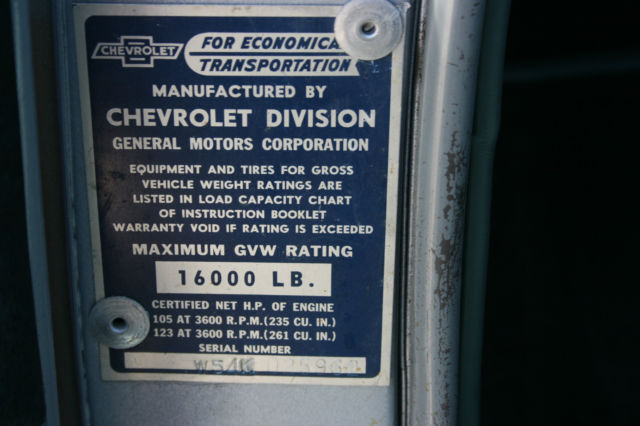 CHEVROLET
FOR ECONOMICA
TRANSPORTATION
MANUFACTURED BY
CHEVROLET DIVISION
GENERAL MOTORS CORPORATION
EQUIPMENT AND TIRES FOR GROSS
VEHICLE WEIGHT RATINGS ARE
LISTED IN LOAD CAPACITY CHART
OF INSTRUCTION BOOKLET
WARRANTY VOID IF RATING IS EXCEEDED
MAXIMUM GVW RATING
16000 LB.
CERTIFIED NET H.P. OF ENGINE
105 AT 3600 R.P.M.(235 CU. IN.)
123 AT 3600 R.P.M.(261 CU. IN.)
SERIAL NUMBER